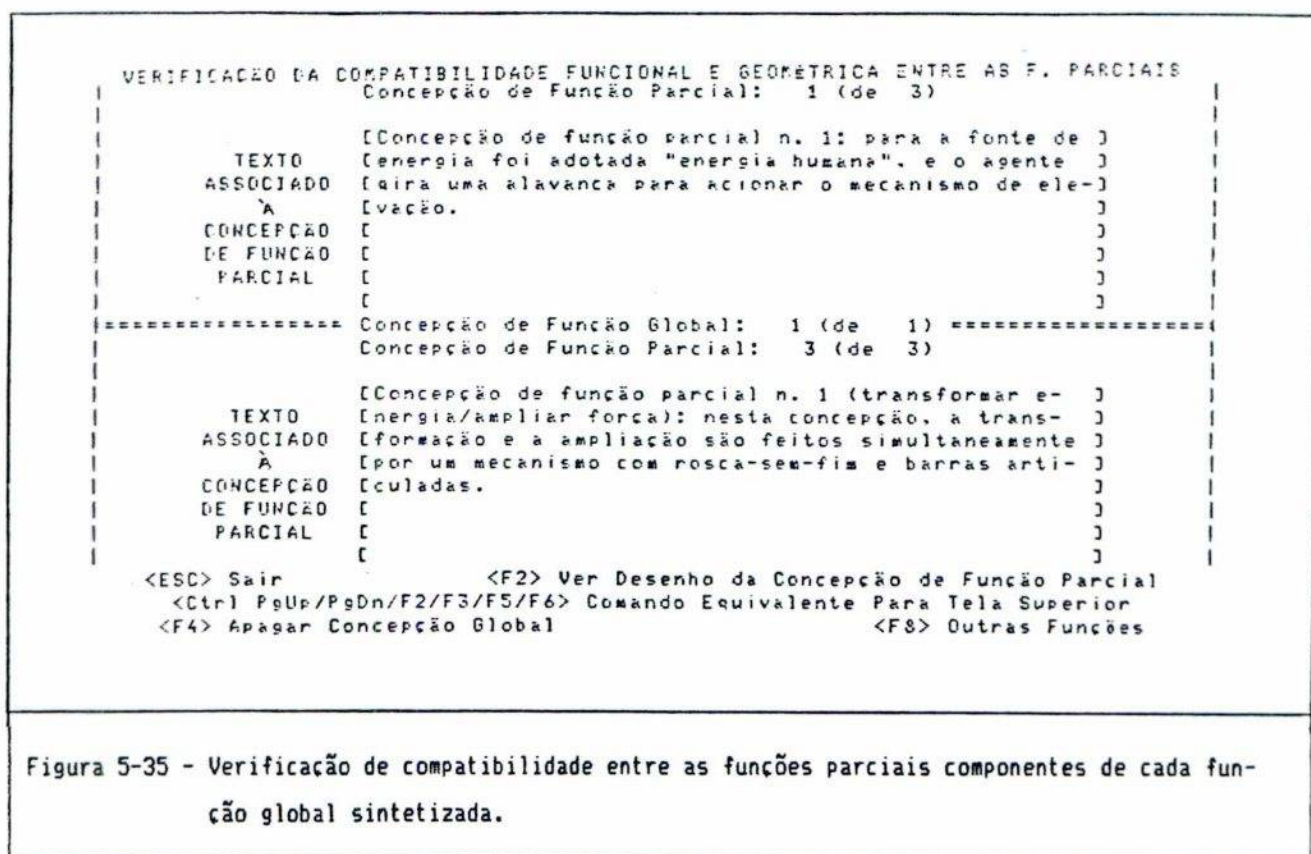 VERIFICAÇÃO DA COMPATIBILIDADE FUNCIONAL E GEOMÉTRICA ENTRE AS F. PARCIAIS
Concepção de Função Parcial: 1 (de 3)
[Concepção de função parcial n. 1: para a fonte de ]
TEXTO [energia foi adotada "energia humana", e o agente ]
ASSOCIADO [gira uma alavanca para acionar o mecanismo de ele-]
À [vação. ]
CONCEPÇÃO [ ]
DE FUNÇÃO [ ]
PARCIAL [ ]
[ ]
================= Concepção de Função Global: 1 (de 1) ===================
Concepção de Função Parcial: 3 (de 3)
[Concepção de função parcial n. 1 (transformar e- ]
TEXTO [nergia/ampliar força): nesta concepção, a trans- ]
ASSOCIADO [formação e a ampliação são feitos simultaneamente ]
À [por um mecanismo com rosca-sem-fim e barras arti- ]
CONCEPÇÃO [culadas. ]
DE FUNÇÃO [ ]
PARCIAL [ ]
[ ]
<ESC> Sair <F2> Ver Desenho da Concepção de Função Parcial
<Ctrl PgUp/PgDn/F2/F3/F5/F6> Comando Equivalente Para Tela Superior
<F4> Apagar Concepção Global <F8> Outras Funções
Figura 5-35 - Verificação de compatibilidade entre as funções parciais componentes de cada fun-
ção global sintetizada.